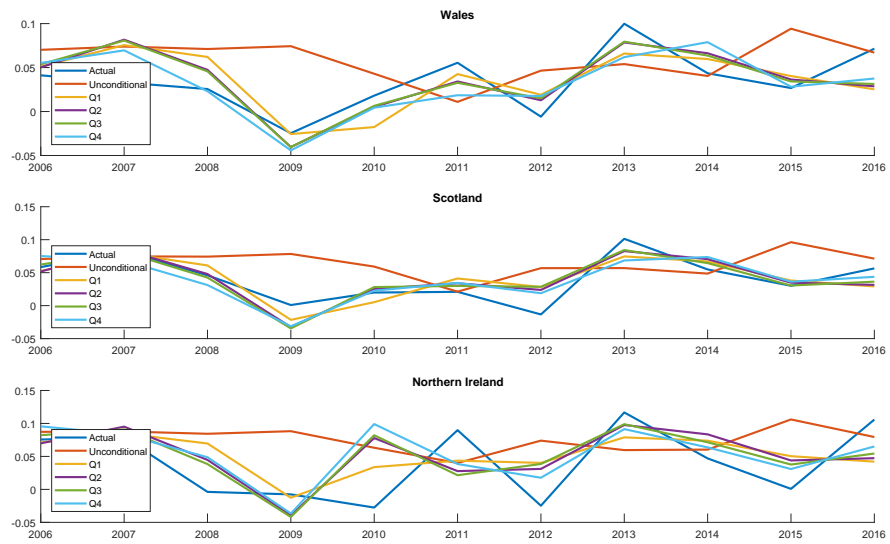 Wales
0.1
0.05
0
-0.05
Actual
Unconditional
Q1
Q2
Q3
Q4
2006 2007 2008 2009 2010 2011 2012 2013 2014 2015 2016
Scotland
0.15
0.1
0.05
0
-0.05
Actual
Unconditional
Q1
Q2
Q3
Q4
2006 2007 2008 2009 2010 2011 2012 2013 2014 2015 2016
Northern Ireland
0.15
0.1
0.05
0
-0.05
Actual
Unconditional
Q1
Q2
Q3
Q4
2006 2007 2008 2009 2010 2011 2012 2013 2014 2015 2016